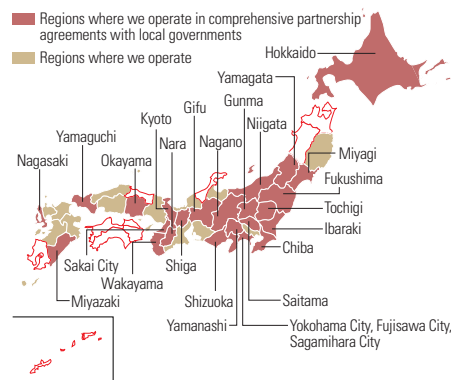 Regions where we operate in comprehensive partnership
agreements with local governments
Regions where we operate
Hokkaido
Yamagata
Gunma
Niigata
Gifu
Kyoto
Nara
Nagano
Yamaguchi
Okayama
Nagasaki
Miyagi
Fukushima
Tochigi
Ibaraki
Chiba
Sakai City
Shiga
Wakayama
Miyazaki
Shizuoka
Saitama
Yamanashi
Yokohama City, Fujisawa City,
Sagamihara City